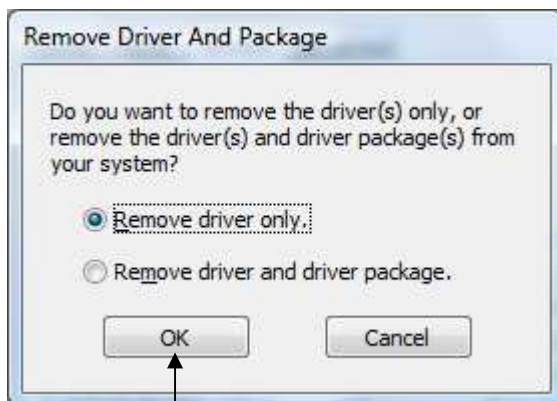 Remove Driver And Package
Do you want to remove the driver(s) only, or
remove the driver(s) and driver package(s) from
your system?
Remove driver only.
Remove driver and driver package.
OK Cancel